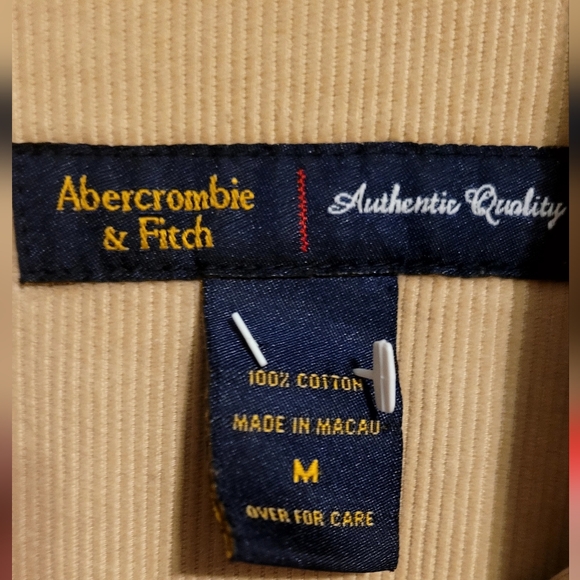 Abercrombie
& Fitch
Authentic Quality
100% COTTON
MADE IN MACAU
M
OVER FOR CARE